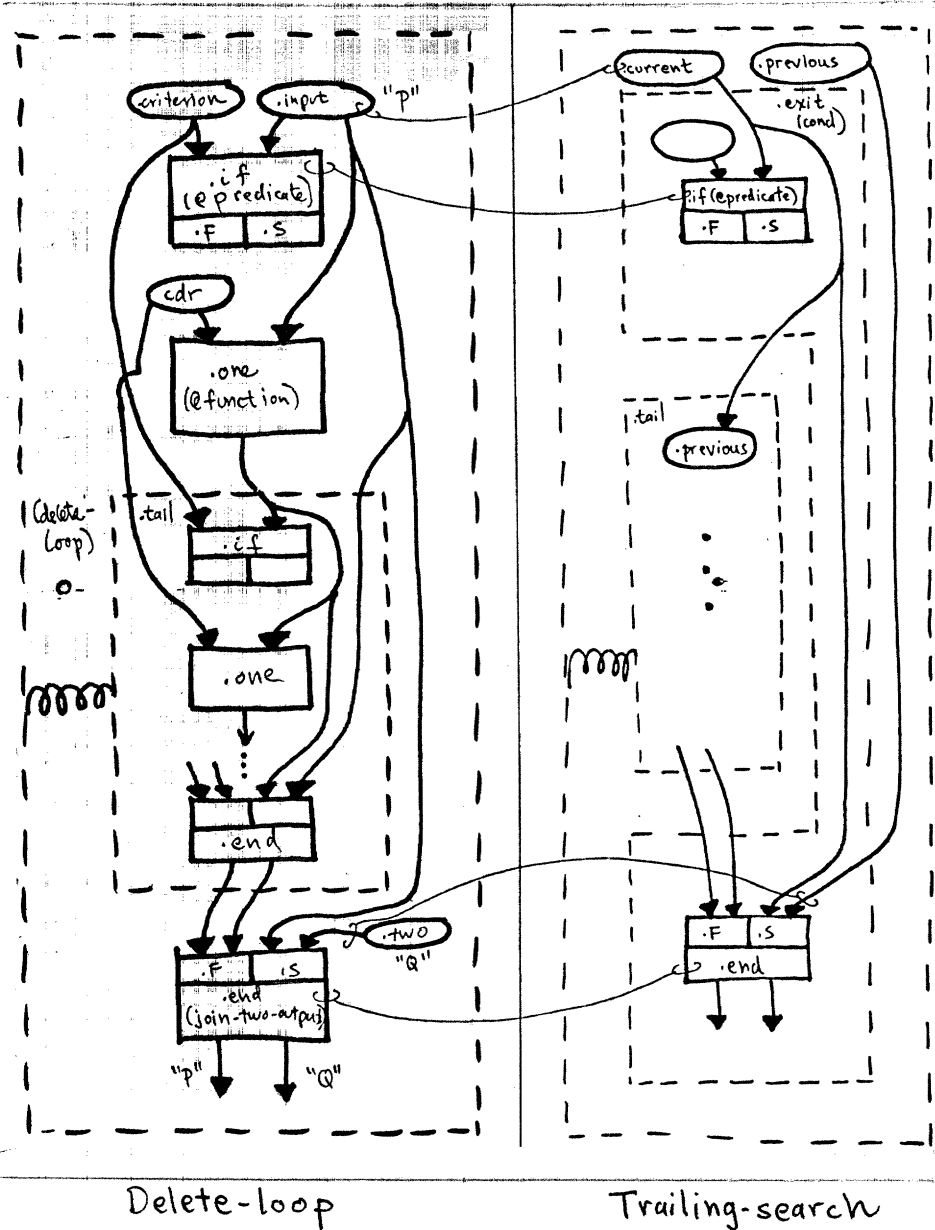 .criterion
.input
"P"
.if
(@predicate)
.F
.S
cdr
.one
(@function)
(delete-
loop)
.tail
.if
.one
.end
.two
"Q"
.F
.S
.end
(join-two-outputs)
"P"
"Q"
Delete-loop
.current
.previous
.exit
(cond)
.if (@predicate)
.F
.S
.tail
.previous
.F
.S
.end
Trailing-search